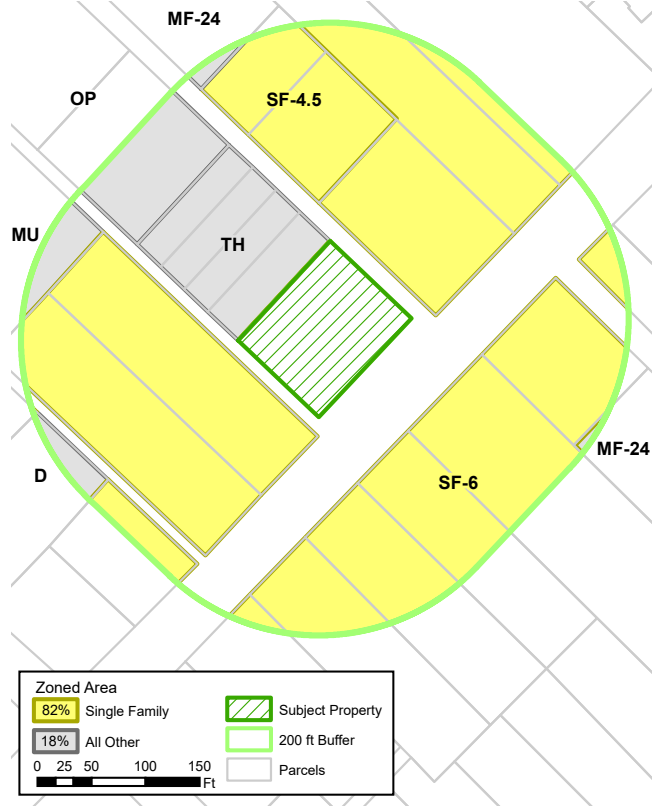 MF-24
OP
SF-4.5
MU
TH
D
MF-24
SF-6
Zoned Area
82% Single Family
18% All Other
Subject Property
200 ft Buffer
Parcels
0 25 50 100 150
Ft